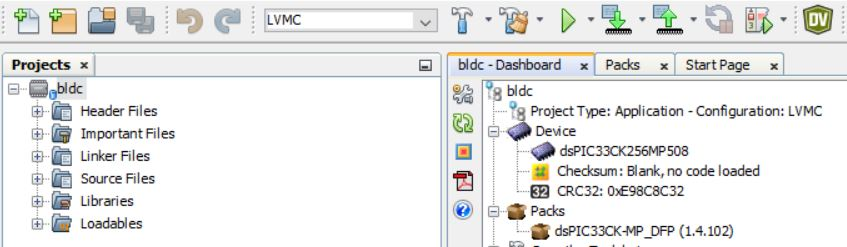 LVMC
DV
Projects
bldc
Header Files
Important Files
Linker Files
Source Files
Libraries
Loadables
bldc - Dashboard
Packs
Start Page
bldc
Project Type: Application - Configuration: LVMC
Device
dsPIC33CK256MP508
Checksum: Blank, no code loaded
32 CRC32: 0xE98C8C32
Packs
dsPIC33CK-MP_DFP (1.4.102)